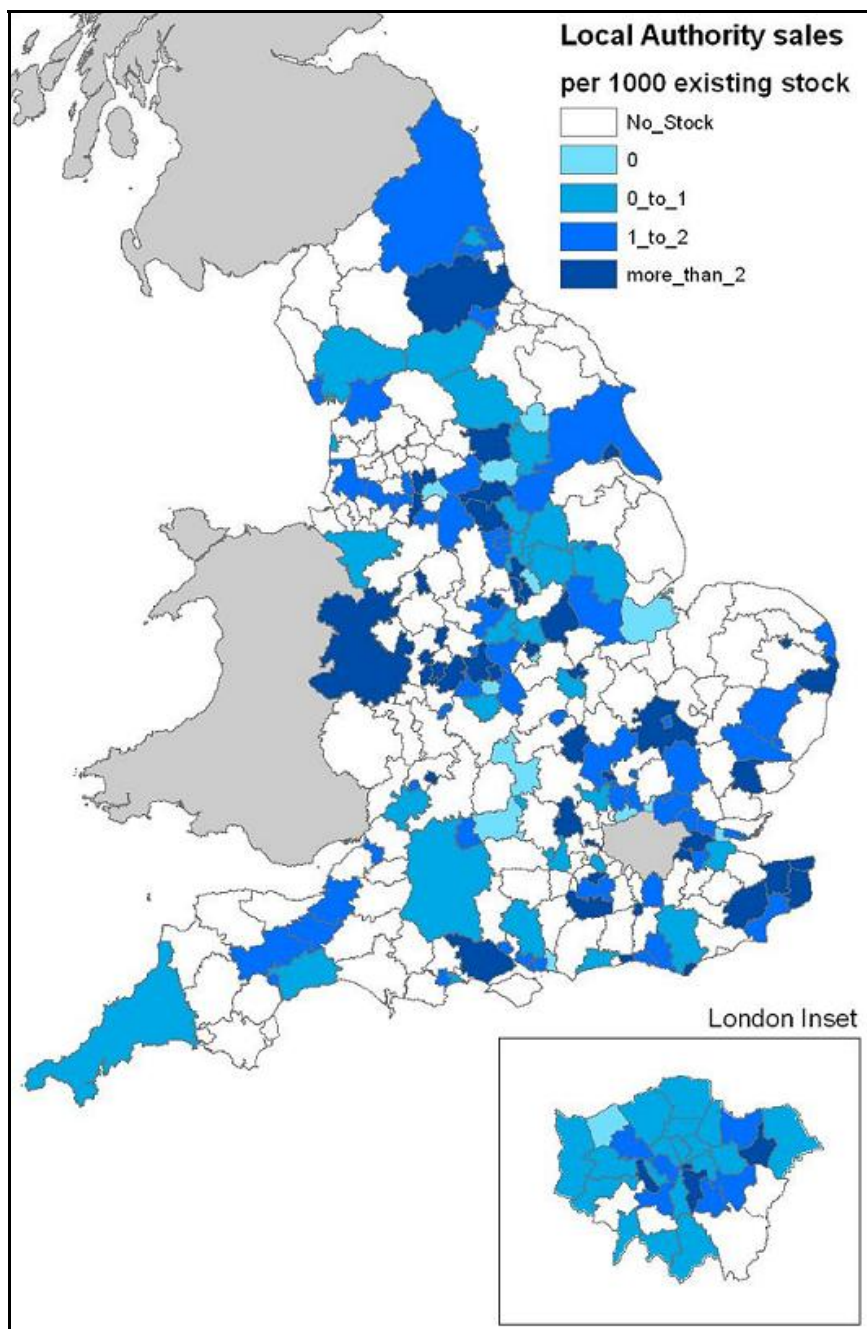 Local Authority sales
per 1000 existing stock
No_Stock
0
0_to_1
1_to_2
more_than_2
London Inset